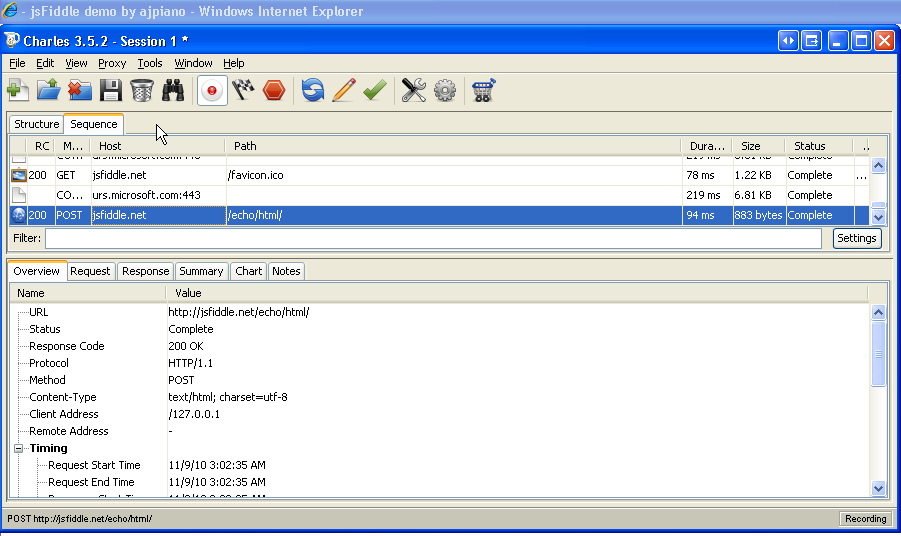 - jsFiddle demo by ajpiano - Windows Internet Explorer
Charles 3.5.2 - Session 1 *
File Edit View Proxy Tools Window Help
Structure Sequence
RC M... Host Path Dura... Size Status ..
200 GET jsfiddle.net /favicon.ico 78 ms 1.22 KB Complete ...
CO... urs.microsoft.com:443 219 ms 6.81 KB Complete
200 POST jsfiddle.net /echo/html/ 94 ms 883 bytes Complete
Filter: Settings
Overview Request Response Summary Chart Notes
Name Value
URL http://jsfiddle.net/echo/html/
Status Complete
Response Code 200 OK
Protocol HTTP/1.1
Method POST
Content-Type text/html; charset=utf-8
Client Address /127.0.0.1
Remote Address -
Timing
Request Start Time 11/9/10 3:02:35 AM
Request End Time 11/9/10 3:02:35 AM
POST http://jsfiddle.net/echo/html/ Recording